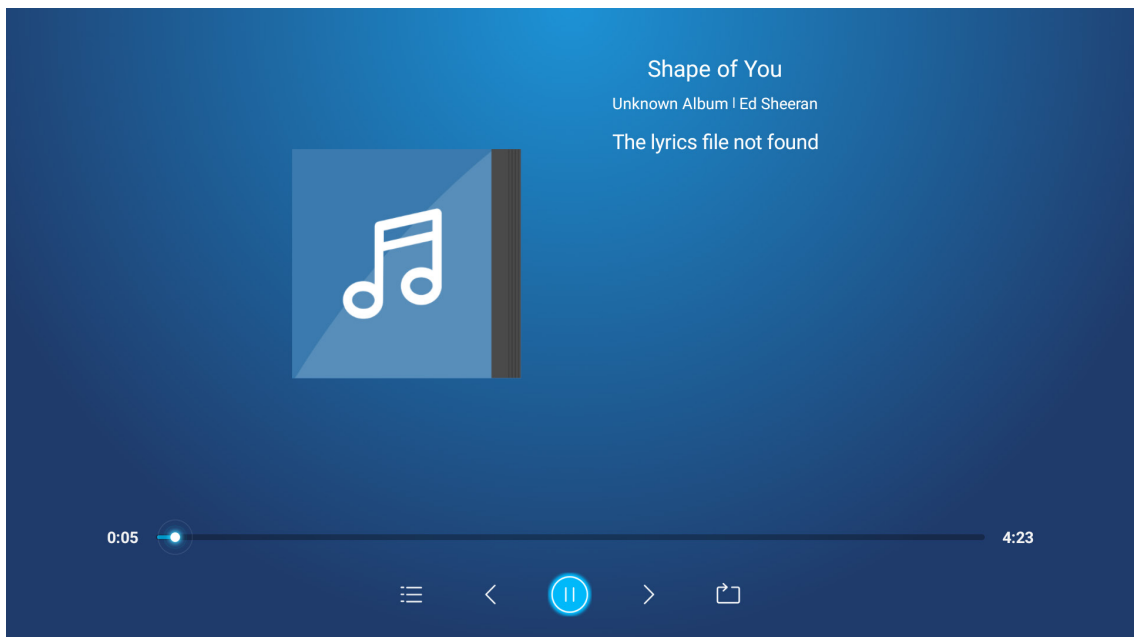 Shape of You
Unknown Album | Ed Sheeran
The lyrics file not found
0:05
4:23